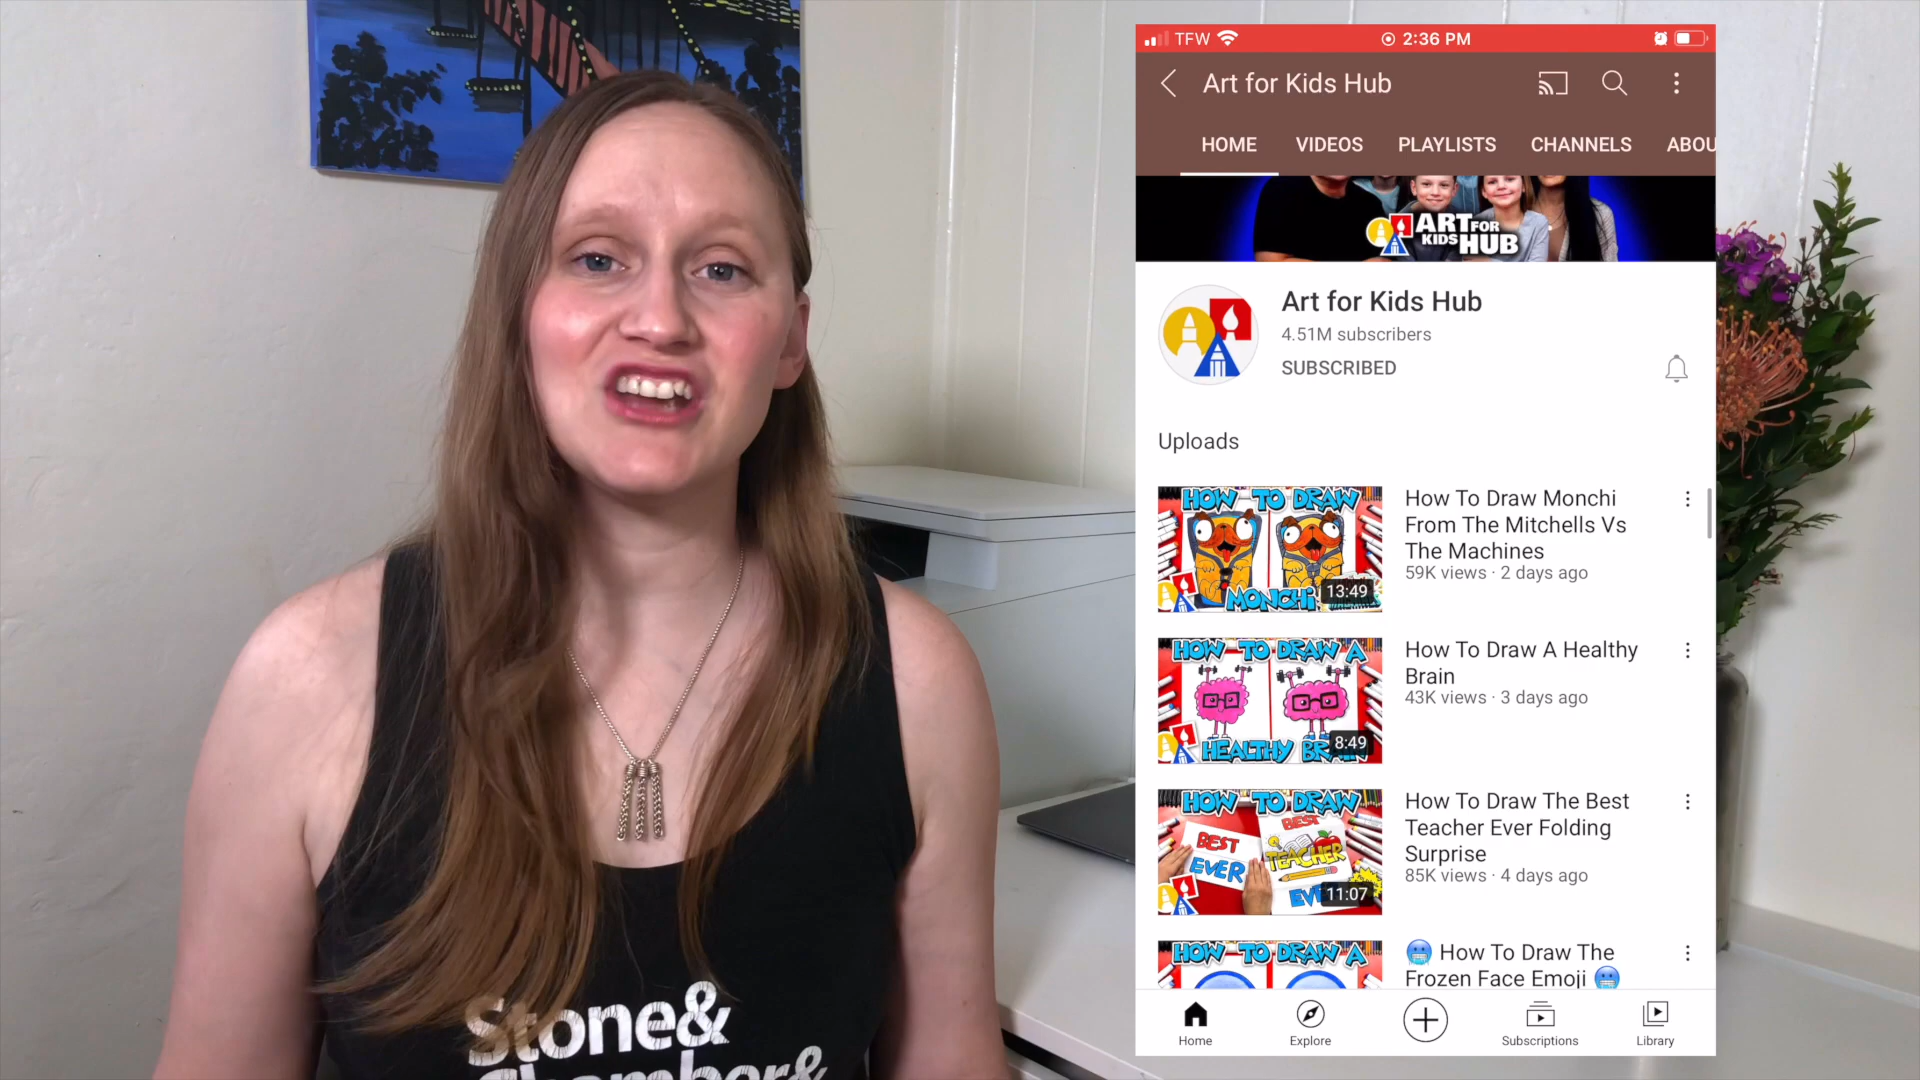 TFW
2:36 PM
Art for Kids Hub
HOME VIDEOS PLAYLISTS CHANNELS ABOU
ART FOR
KIDS HUB
Art for Kids Hub
4.51M subscribers
SUBSCRIBED
Uploads
HOW TO DRAW
MONCHi
13:49
How To Draw Monchi
From The Mitchells Vs
The Machines
59K views · 2 days ago
HOW TO DRAW A
HEALTHY BRAIN
8:49
How To Draw A Healthy
Brain
43K views · 3 days ago
HOW TO DRAW
BEST
EVER
BEST
TEACHER
EVE
11:07
How To Draw The Best
Teacher Ever Folding
Surprise
85K views · 4 days ago
HOW-TO-DRAW A
🥶 How To Draw The
Frozen Face Emoji 🥶
Home Explore Subscriptions Library
Stone&
Chamber&